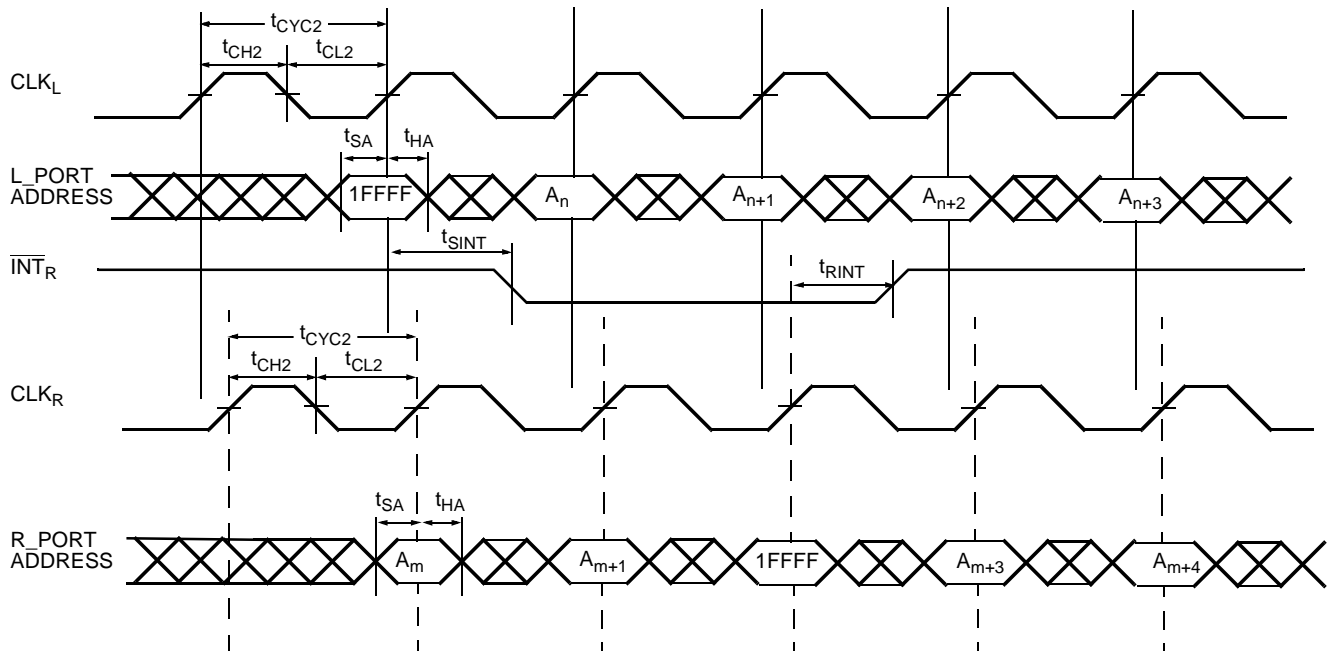 tCYC2
tCH2 tCL2
CLKL
tSA tHA
L_PORT
ADDRESS
1FFFF An An+1 An+2 An+3
tSINT
INTR
tRINT
tCYC2
tCH2 tCL2
CLKR
tSA tHA
R_PORT
ADDRESS
Am Am+1 1FFFF Am+3 Am+4